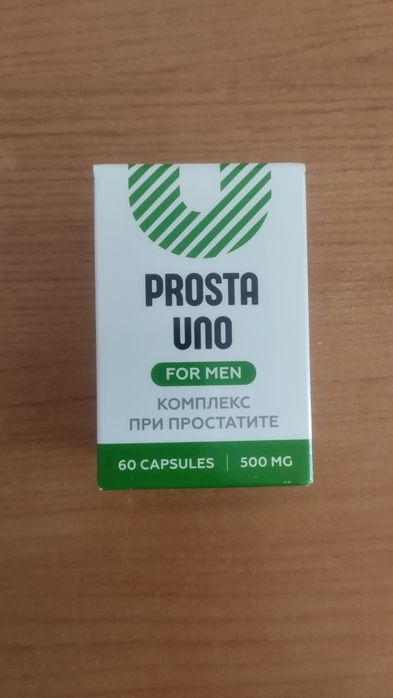 PROSTA
UNO
FOR MEN
КОМПЛЕКС
ПРИ ПРОСТАТИТЕ
60 CAPSULES | 500 MG